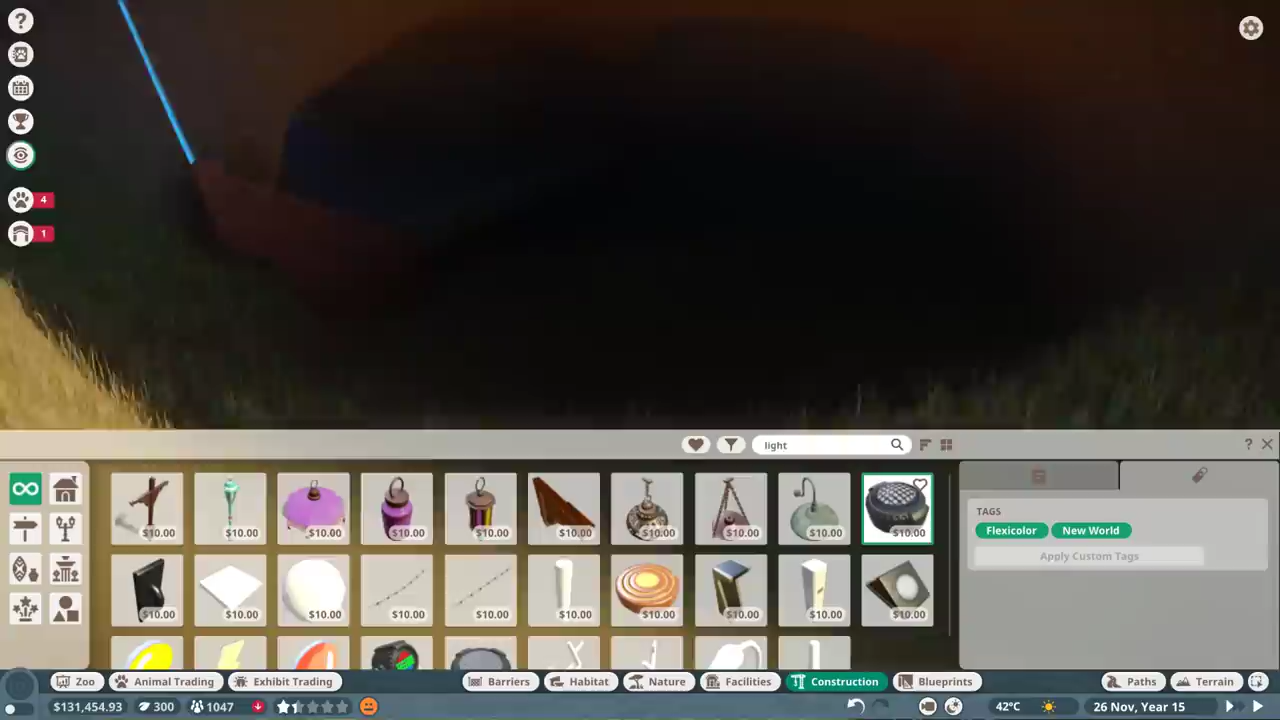 ?
4
1
light
?
$10.00 $10.00 $10.00 $10.00 $10.00 $10.00 $10.00 $10.00 $10.00 $10.00
TAGS
Flexicolor New World
Apply Custom Tags
$10.00 $10.00 $10.00 $10.00 $10.00 $10.00 $10.00 $10.00 $10.00 $10.00
Zoo Animal Trading Exhibit Trading Barriers Habitat Nature Facilities Construction Blueprints Paths Terrain
$131,454.93 300 1047 42°C 26 Nov, Year 15